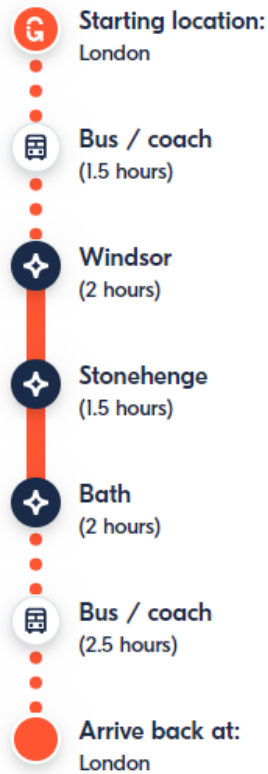 Starting location:
London
Bus / coach
(1.5 hours)
Windsor
(2 hours)
Stonehenge
(1.5 hours)
Bath
(2 hours)
Bus / coach
(2.5 hours)
Arrive back at:
London